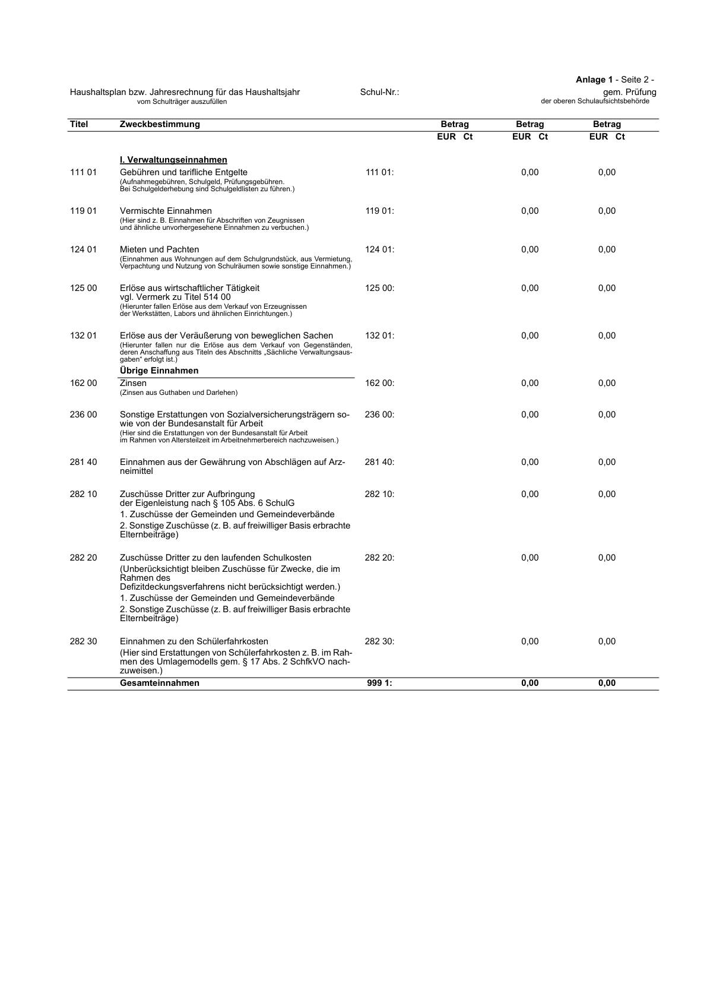 Anlage 1 - Seite 2 -
Haushaltsplan bzw. Jahresrechnung für das Haushaltsjahr Schul-Nr.: gem. Prüfung
vom Schulträger auszufüllen der oberen Schulaufsichtsbehörde
Titel Zweckbestimmung Betrag Betrag Betrag
EUR Ct EUR Ct EUR Ct
I. Verwaltungseinnahmen
111 01 Gebühren und tarifliche Entgelte 111 01: 0,00 0,00
(Aufnahmegebühren, Schulgeld, Prüfungsgebühren.
Bei Schulgelderhebung sind Schulgeldlisten zu führen.)
119 01 Vermischte Einnahmen 119 01: 0,00 0,00
(Hier sind z. B. Einnahmen für Abschriften von Zeugnissen
und ähnliche unvorhergesehene Einnahmen zu verbuchen.)
124 01 Mieten und Pachten 124 01: 0,00 0,00
(Einnahmen aus Wohnungen auf dem Schulgrundstück, aus Vermietung,
Verpachtung und Nutzung von Schulräumen sowie sonstige Einnahmen.)
125 00 Erlöse aus wirtschaftlicher Tätigkeit 125 00: 0,00 0,00
vgl. Vermerk zu Titel 514 00
(Hierunter fallen Erlöse aus dem Verkauf von Erzeugnissen
der Werkstätten, Labors und ähnlichen Einrichtungen.)
132 01 Erlöse aus der Veräußerung von beweglichen Sachen 132 01: 0,00 0,00
(Hierunter fallen nur die Erlöse aus dem Verkauf von Gegenständen,
deren Anschaffung aus Titeln des Abschnitts „Sächliche Verwaltungsaus-
gaben“ erfolgt ist.)
Übrige Einnahmen
162 00 Zinsen 162 00: 0,00 0,00
(Zinsen aus Guthaben und Darlehen)
236 00 Sonstige Erstattungen von Sozialversicherungsträgern so- 236 00: 0,00 0,00
wie von der Bundesanstalt für Arbeit
(Hier sind die Erstattungen von der Bundesanstalt für Arbeit
im Rahmen von Altersteilzeit im Arbeitnehmerbereich nachzuweisen.)
281 40 Einnahmen aus der Gewährung von Abschlägen auf Arz- 281 40: 0,00 0,00
neimittel
282 10 Zuschüsse Dritter zur Aufbringung 282 10: 0,00 0,00
der Eigenleistung nach § 105 Abs. 6 SchulG
1. Zuschüsse der Gemeinden und Gemeindeverbände
2. Sonstige Zuschüsse (z. B. auf freiwilliger Basis erbrachte
Elternbeiträge)
282 20 Zuschüsse Dritter zu den laufenden Schulkosten 282 20: 0,00 0,00
(Unberücksichtigt bleiben Zuschüsse für Zwecke, die im
Rahmen des
Defizitdeckungsverfahrens nicht berücksichtigt werden.)
1. Zuschüsse der Gemeinden und Gemeindeverbände
2. Sonstige Zuschüsse (z. B. auf freiwilliger Basis erbrachte
Elternbeiträge)
282 30 Einnahmen zu den Schülerfahrkosten 282 30: 0,00 0,00
(Hier sind Erstattungen von Schülerfahrkosten z. B. im Rah-
men des Umlagemodells gem. § 17 Abs. 2 SchfkVO nach-
zuweisen.)
Gesamteinnahmen 999 1: 0,00 0,00